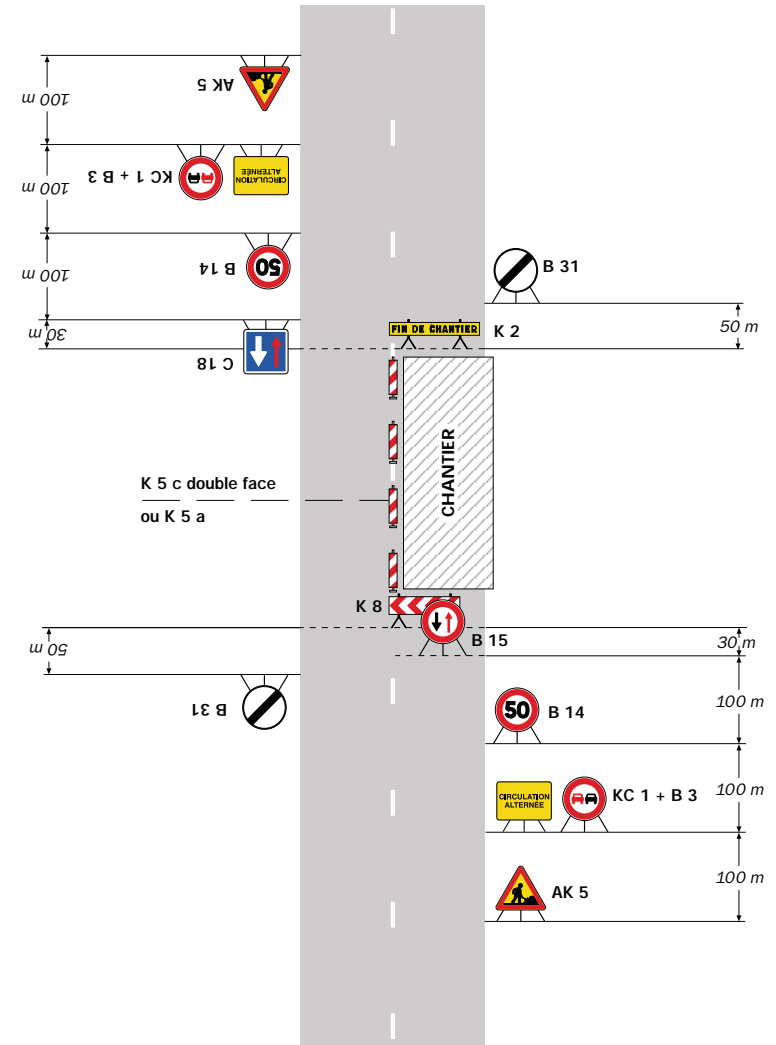 AK 5
100 m
KC 1 + B 3
CIRCULATION
ALTERNÉE
100 m
B 14
50
100 m
B 31
50 m
FIN DE CHANTIER
K 2
30 m
C 18
CHANTIER
K 5 c double face
ou K 5 a
K 8
B 15
50 m
30 m
B 31
50
B 14
100 m
CIRCULATION
ALTERNÉE
KC 1 + B 3
100 m
AK 5
100 m